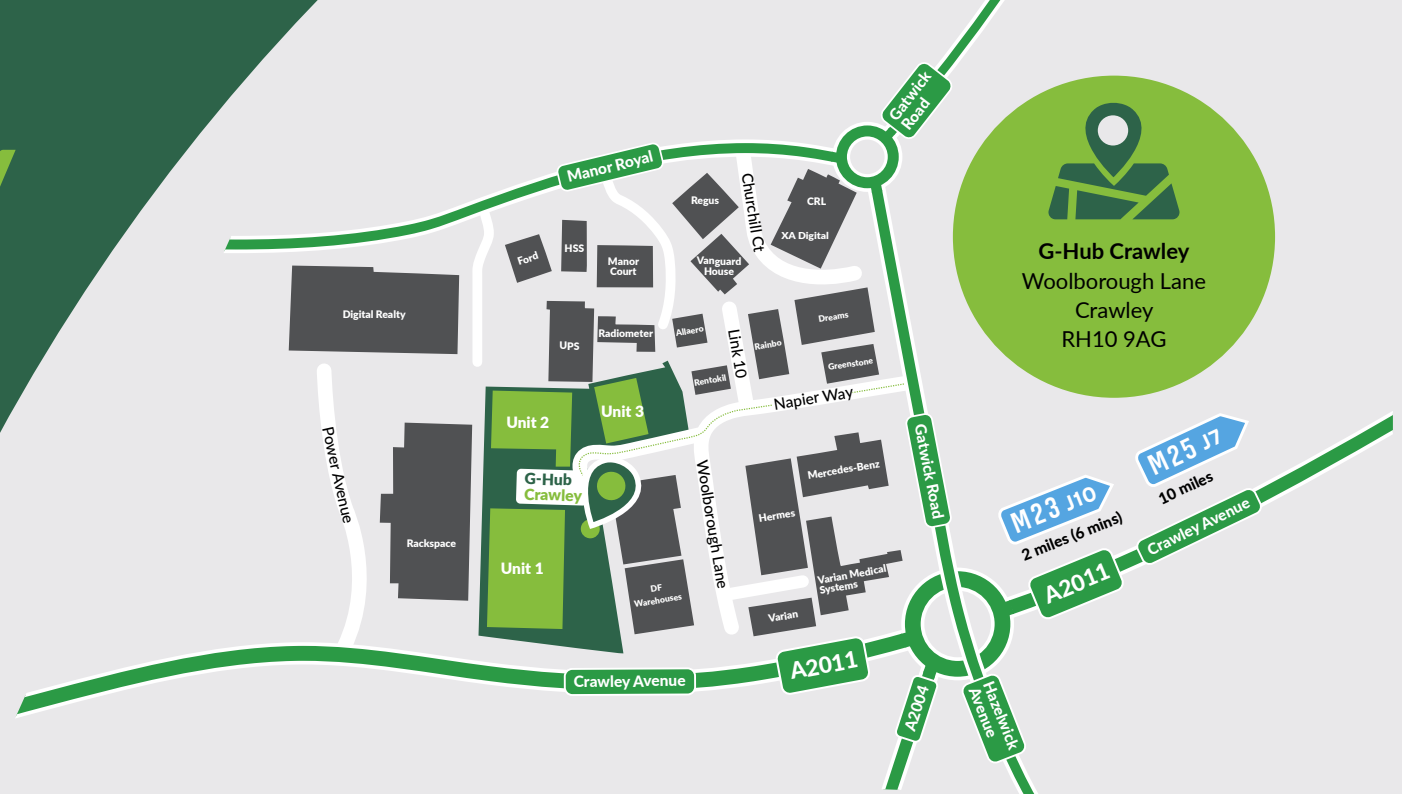 Gatwick
Road
Manor Royal
Churchill Ct
Regus
CRL
XA Digital
HSS
Ford
Manor
Court
Vanguard
House
Digital Realty
UPS
Radiometer
Allaero
Link 10
Rainbo
Dreams
Greenstone
Rentokil
Napier Way
Unit 2
Unit 3
Power Avenue
G-Hub
Crawley
Rackspace
Unit 1
Woolborough Lane
DF
Warehouses
Mercedes-Benz
Hermes
Varian Medical
Systems
Varian
Gatwick Road
G-Hub Crawley
Woolborough Lane
Crawley
RH10 9AG
M25 J7
10 miles
M23 J10
2 miles (6 mins)
Crawley Avenue
A2011
A2011
Crawley Avenue
A2004
Hazelwick
Avenue